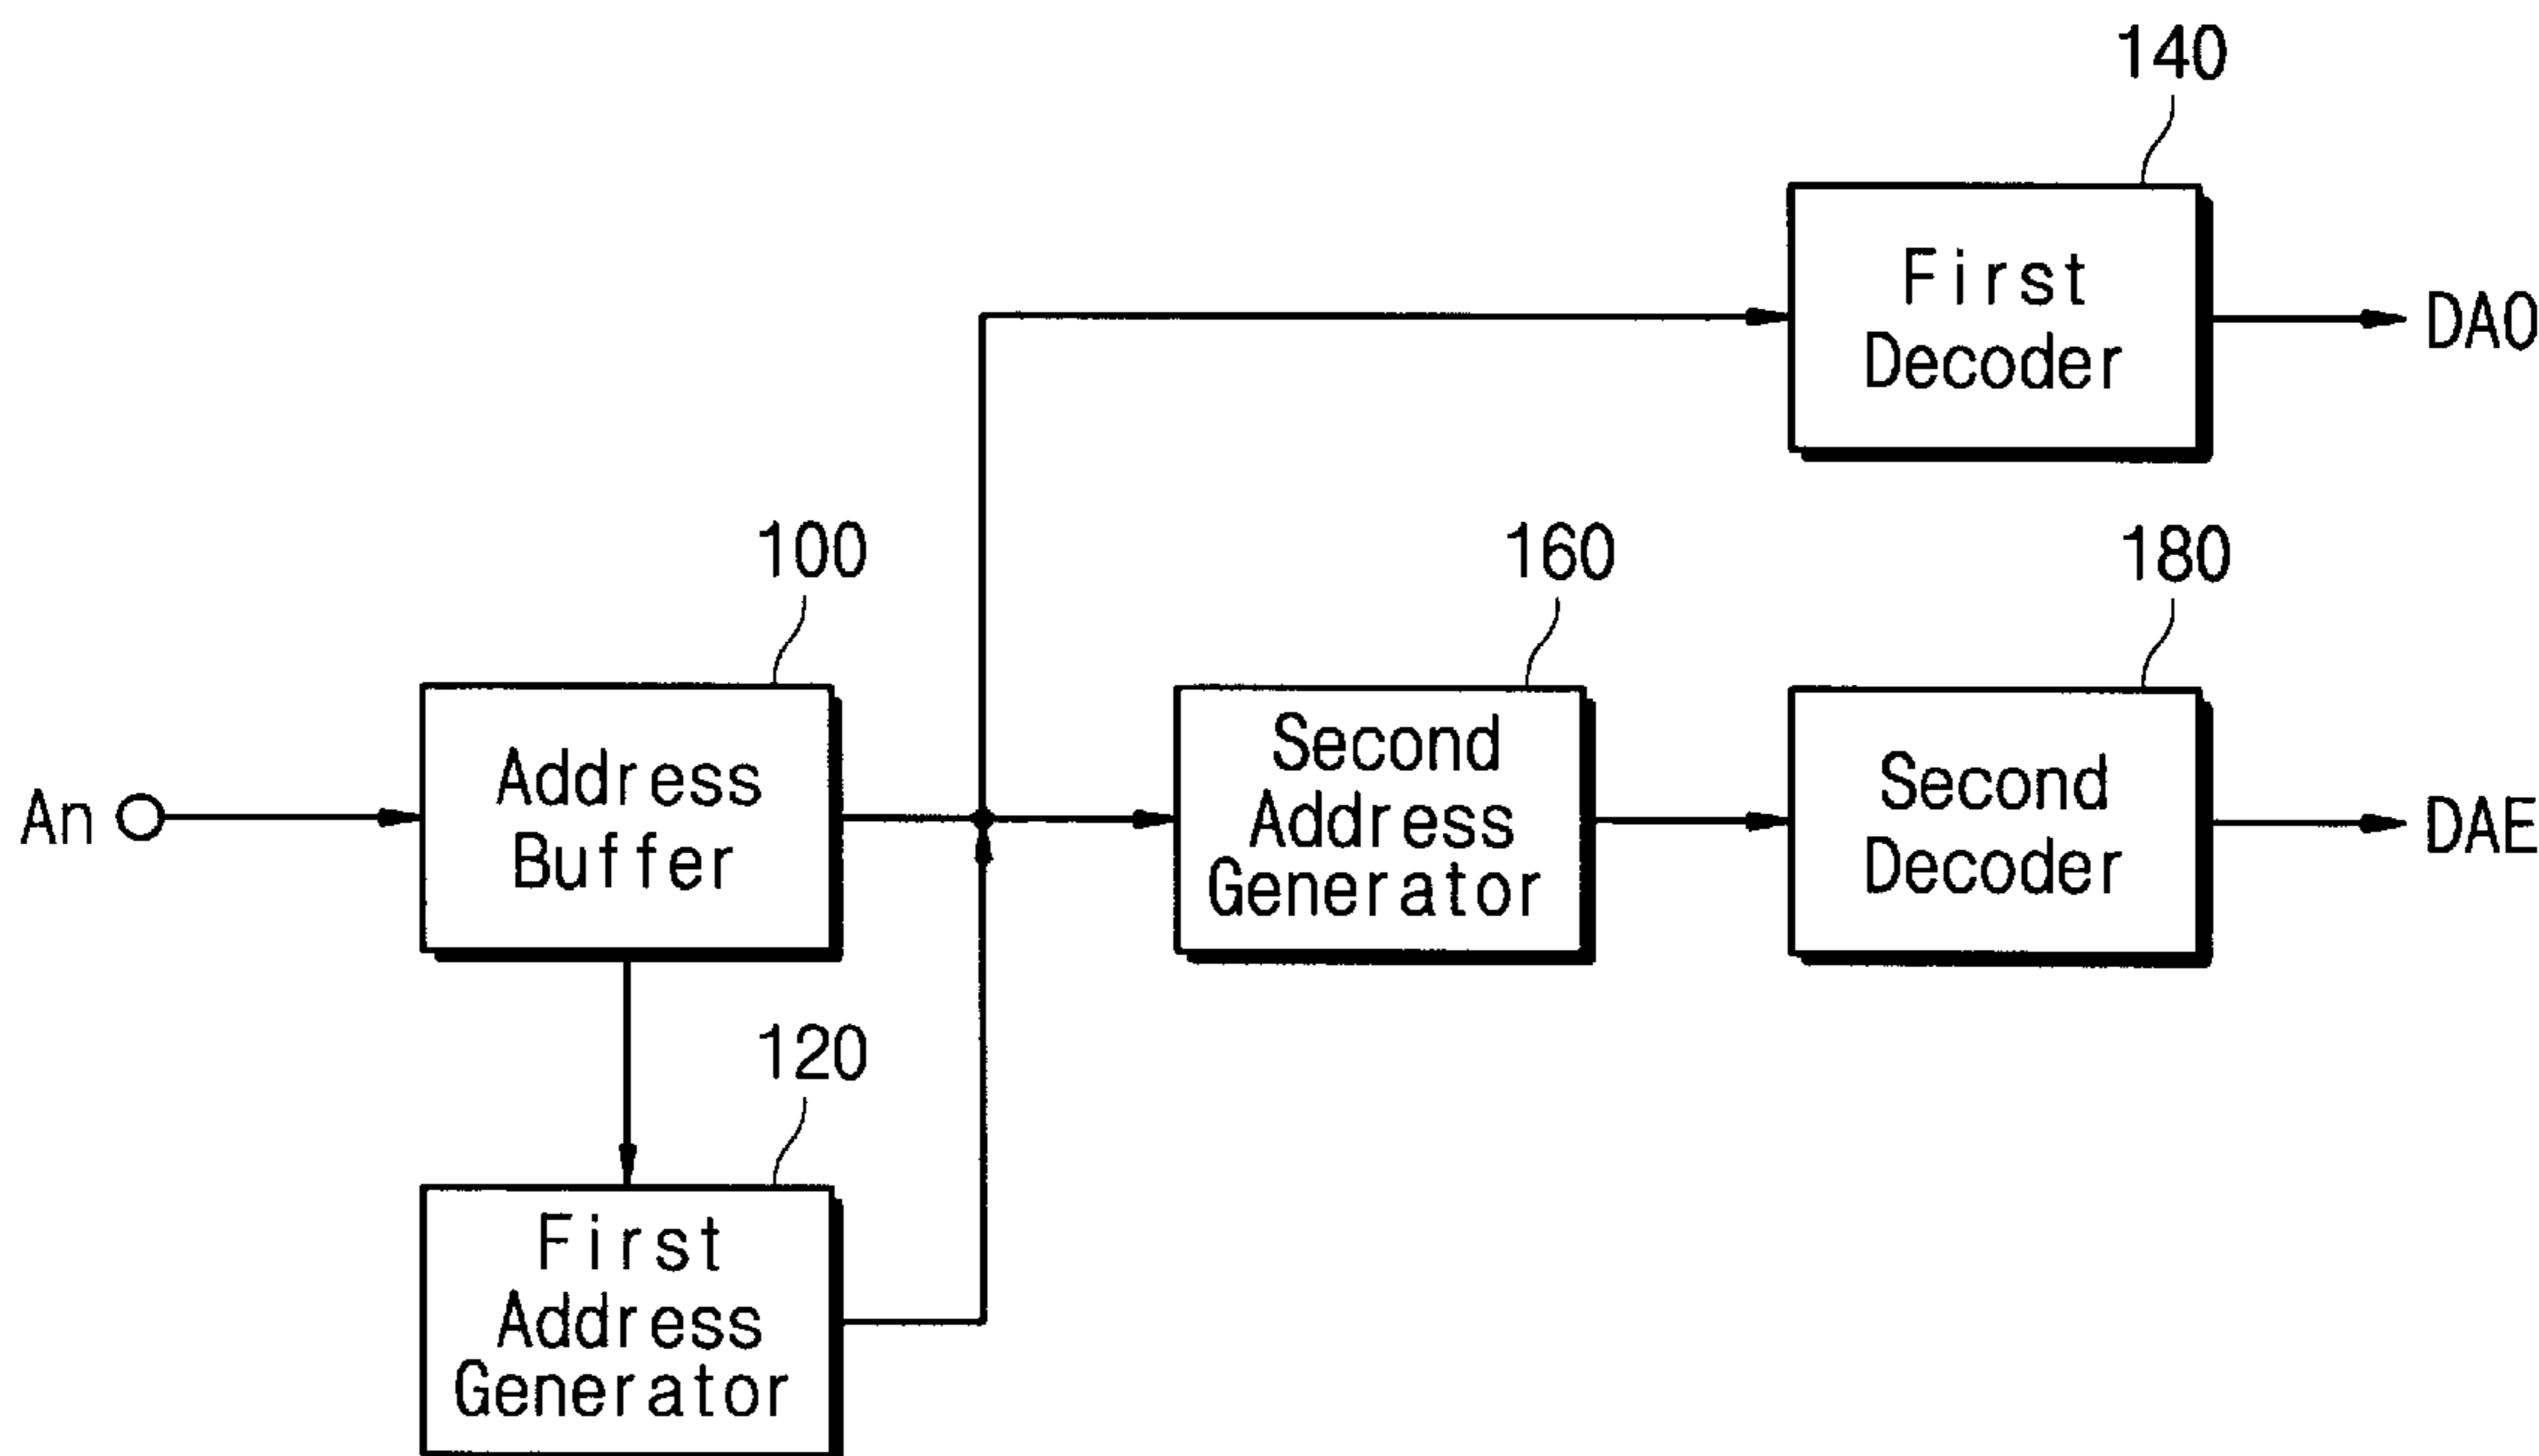 140
First
Decoder
DAO
100
160
180
An
Address
Buffer
Second
Address
Generator
Second
Decoder
DAE
120
First
Address
Generator